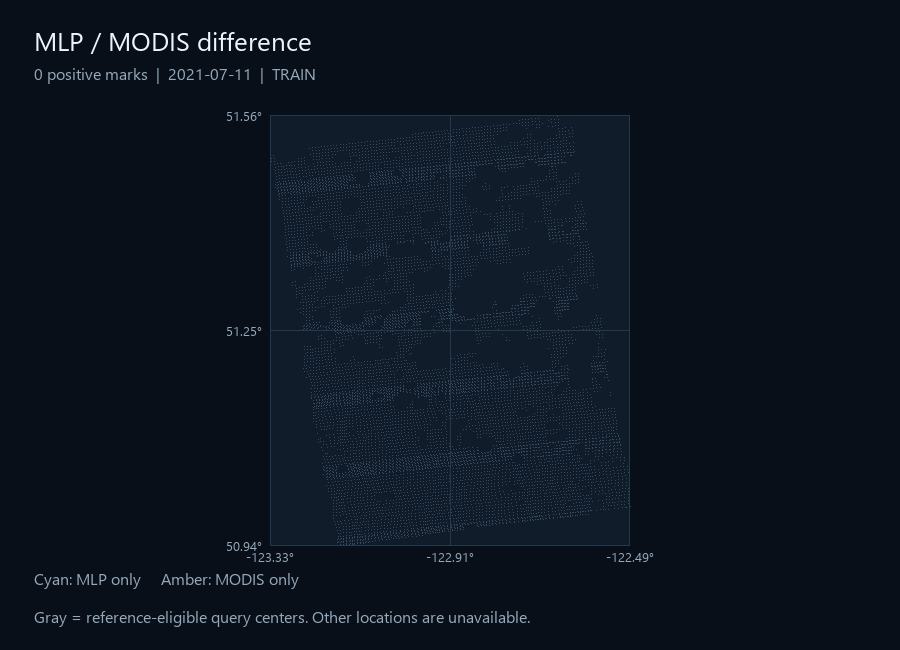 MLP / MODIS difference
0 positive marks | 2021-07-11 | TRAIN
51.56°
51.25°
50.94°
-123.33° -122.91° -122.49°
Cyan: MLP only Amber: MODIS only
Gray = reference-eligible query centers. Other locations are unavailable.